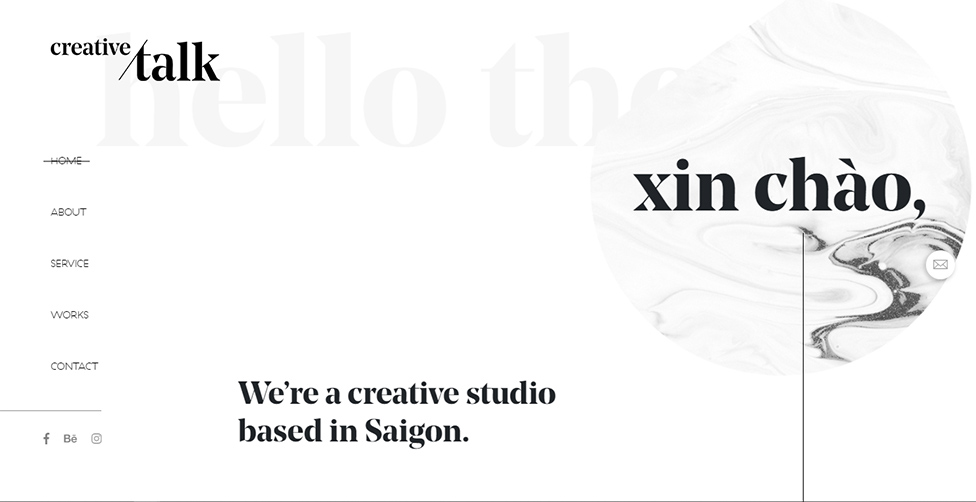 creative
talk
hello the
xin chào,
HOME
ABOUT
SERVICE
WORKS
CONTACT
We're a creative studio
based in Saigon.
f Bē